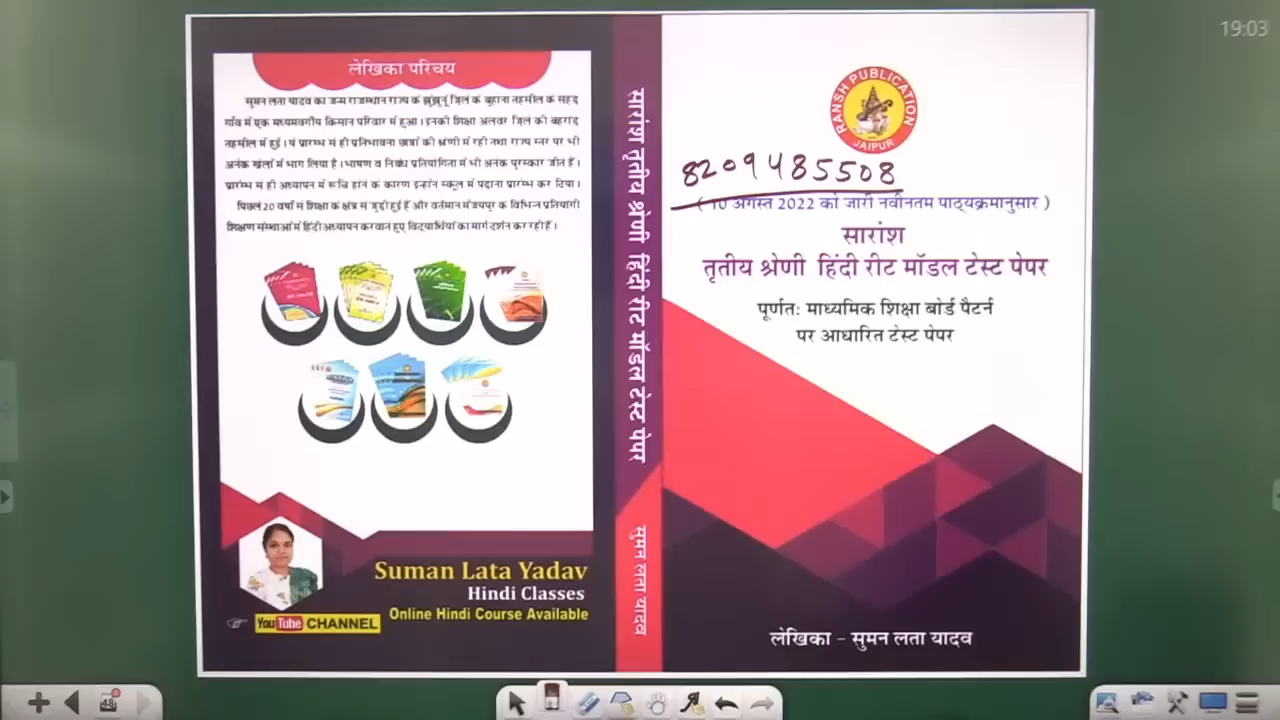 19:03
लेखिका परिचय
सुमन लता यादव का जन्म राजस्थान राज्य के झुंझुनूं ज़िले के बुहाना तहसील के सहड़
गाँव में एक मध्यमवर्गीय किसान परिवार में हुआ। इनकी शिक्षा अलवर ज़िले की बहरोड़
तहसील में हुई। ये प्रारम्भ से ही प्रतिभावना छात्रों की श्रेणी में रही तथा राज्य स्तर पर भी
अनेक खेलों में भाग लिया है। भाषण व निबंध प्रतियोगिता में भी अनेक पुरस्कार जीते हैं।
प्रारंभ से ही अध्यापन में रूचि होने के कारण इन्होंने स्कूल में पढ़ाना प्रारम्भ कर दिया।
पिछले 20 वर्षों से शिक्षा के क्षेत्र से जुड़ी हुई हैं और वर्तमान में जयपुर के विभिन्न प्रतियोगी
शिक्षण संस्थाओं में हिंदी अध्यापन करवाते हुए विद्यार्थियों का मार्ग दर्शन कर रही हैं।
Suman Lata Yadav
Hindi Classes
Online Hindi Course Available
YouTube CHANNEL
सारांश तृतीय श्रेणी हिंदी रीट मॉडल टेस्ट पेपर
सुमन लता यादव
RANSH PUBLICATION
JAIPUR
8209485508
( 10 अगस्त 2022 को जारी नवीनतम पाठ्यक्रमानुसार )
सारांश
तृतीय श्रेणी हिंदी रीट मॉडल टेस्ट पेपर
पूर्णत: माध्यमिक शिक्षा बोर्ड पैटर्न
पर आधारित टेस्ट पेपर
लेखिका – सुमन लता यादव
48